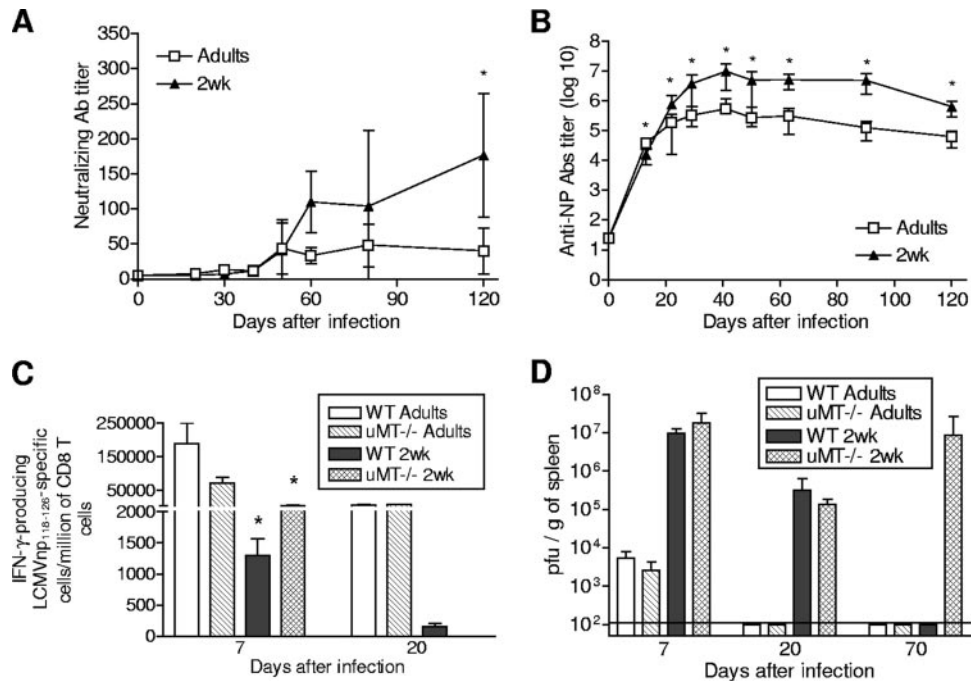 A
Adults
2wk
*
Neutralizing Ab titer
350
300
250
200
150
100
50
0
0 30 60 90 120
Days after infection
B
Adults
2wk
* * * * * * * *
Anti-NP Abs titer (log 10)
8
7
6
5
4
3
2
1
0
0 20 40 60 80 100 120
Days after infection
C
WT Adults
uMT-/- Adults
WT 2wk
uMT-/- 2wk
* *
IFN-γ-producing
LCMVnp118-126-specific
cells/million of CD8 T
cells
250000
150000
50000
2000
1500
1000
500
0
7 20
Days after infection
D
WT Adults
uMT-/- Adults
WT 2wk
uMT-/- 2wk
pfu / g of spleen
10⁸
10⁷
10⁶
10⁵
10⁴
10³
10²
7 20 70
Days after infection